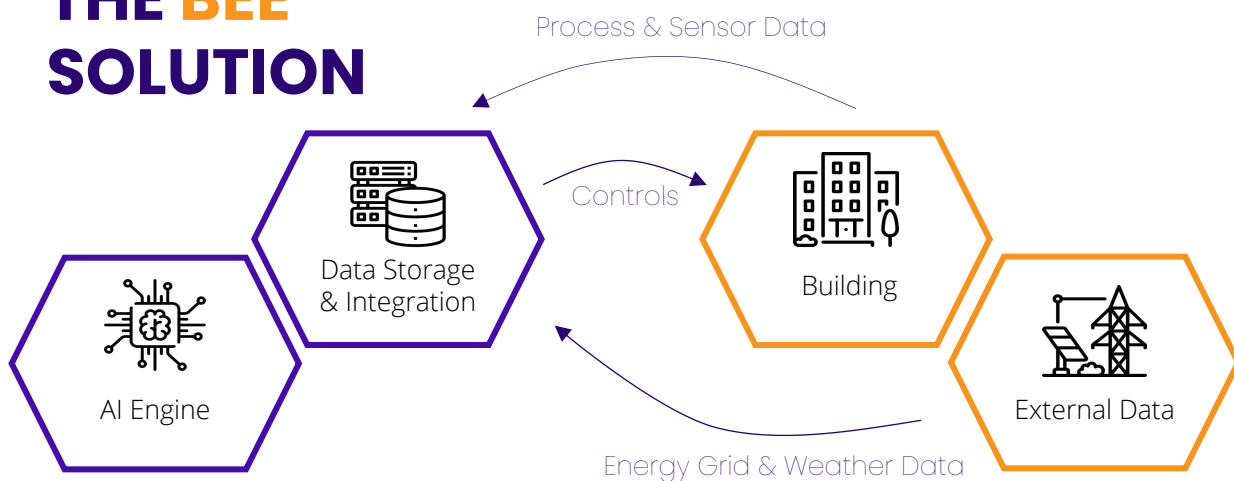 THE BEE
SOLUTION
Process & Sensor Data
Controls
Data Storage
& Integration
Building
AI Engine
External Data
Energy Grid & Weather Data